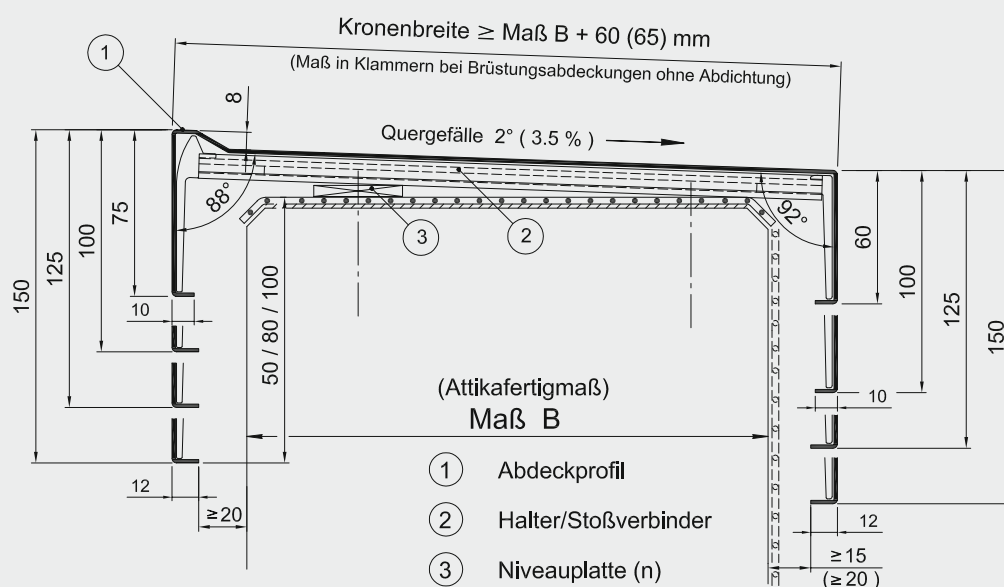 Kronenbreite ≥ Maß B + 60 (65) mm
(Maß in Klammern bei Brüstungsabdeckungen ohne Abdichtung)
1
8
Quergefälle 2° ( 3.5 % )
88°
92°
3
2
150
125
100
75
10
12
≥ 20
50 / 80 / 100
60
100
125
150
10
12
≥ 15
(≥ 20)
(Attikafertigmaß)
Maß B
1 Abdeckprofil
2 Halter/Stoßverbinder
3 Niveauplatte (n)